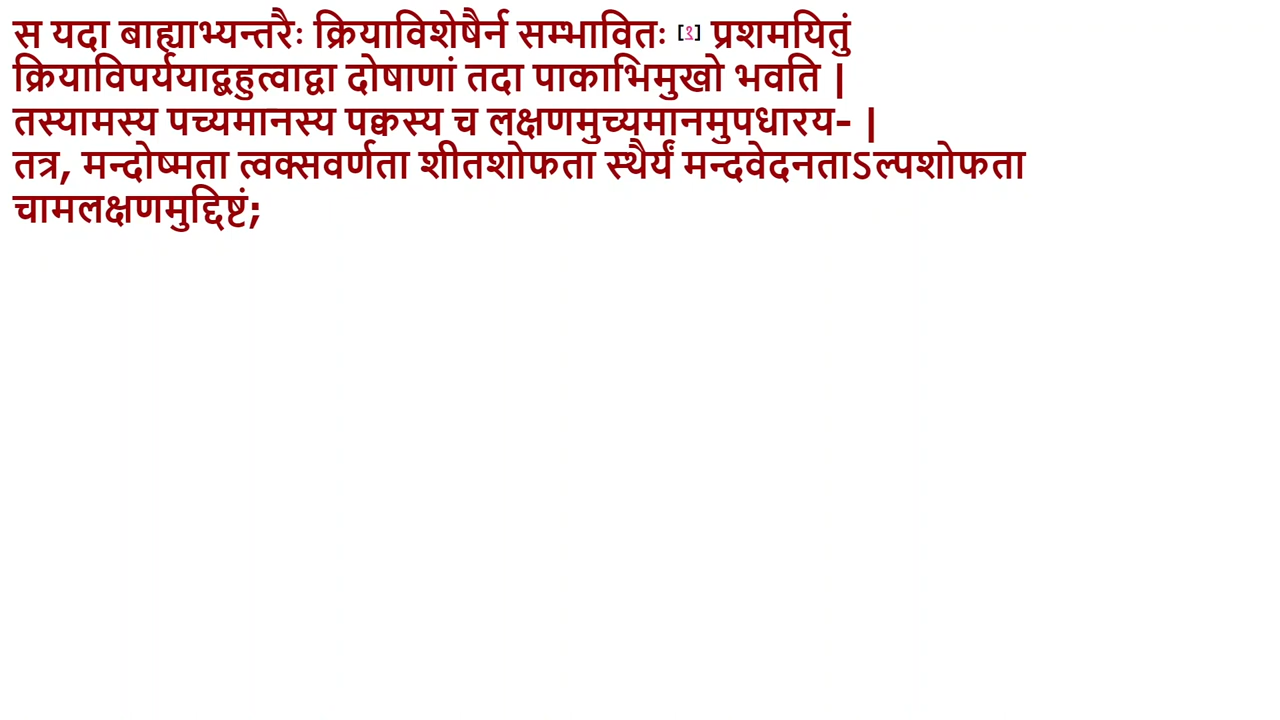 स यदा बाह्याभ्यन्तरैः क्रियाविशेषैर्न सम्भावितः [१] प्रशमयितुं
क्रियाविपर्ययाद्बहुत्वाद्वा दोषाणां तदा पाकाभिमुखो भवति |
तस्यामस्य पच्यमानस्य पक्वस्य च लक्षणमुच्यमानमुपधारय- |
तत्र, मन्दोष्मता त्वक्सवर्णता शीतशोफता स्थैर्यं मन्दवेदनताऽल्पशोफता
चामलक्षणमुद्दिष्टं;